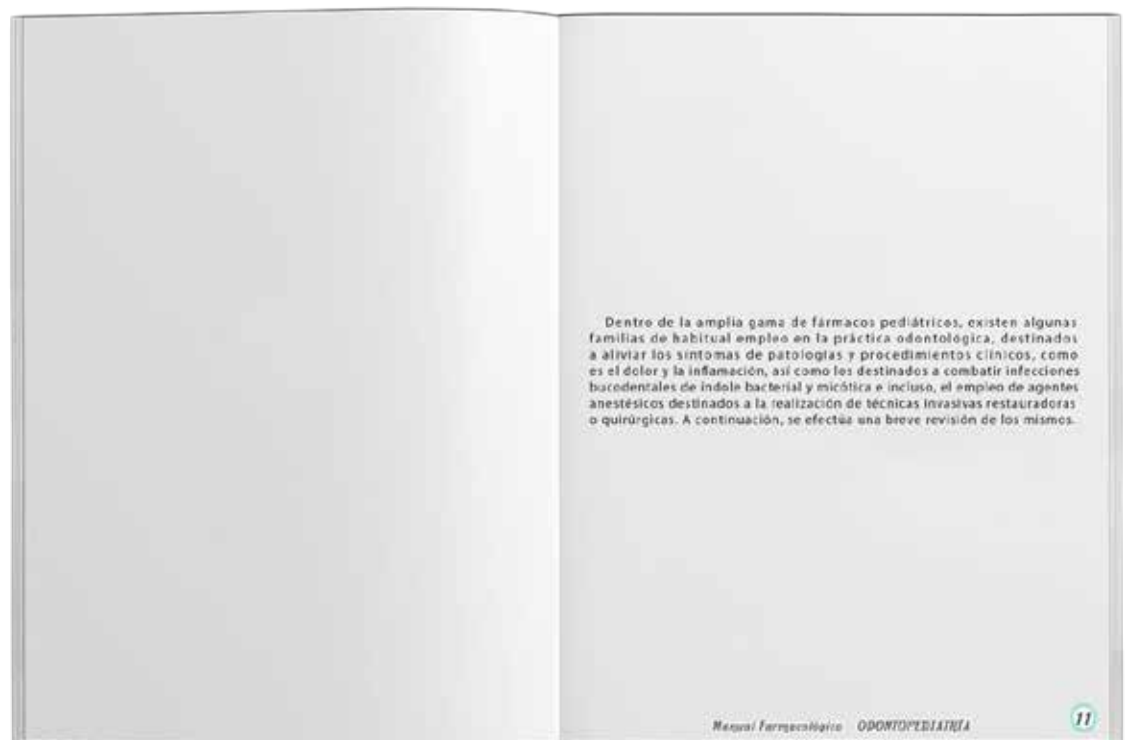 Dentro de la amplia gama de fármacos pediátricos, existen algunas
familias de habitual empleo en la práctica odontológica, destinados
a aliviar los síntomas de patologías y procedimientos clínicos, como
es el dolor y la inflamación, así como los destinados a combatir infecciones
bucodentales de índole bacterial y micótica e incluso, el empleo de agentes
anestésicos destinados a la realización de técnicas invasivas restauradoras
o quirúrgicas. A continuación, se efectúa una breve revisión de los mismos.
Manual Farmacológico ODONTOPEDIATRÍA
11